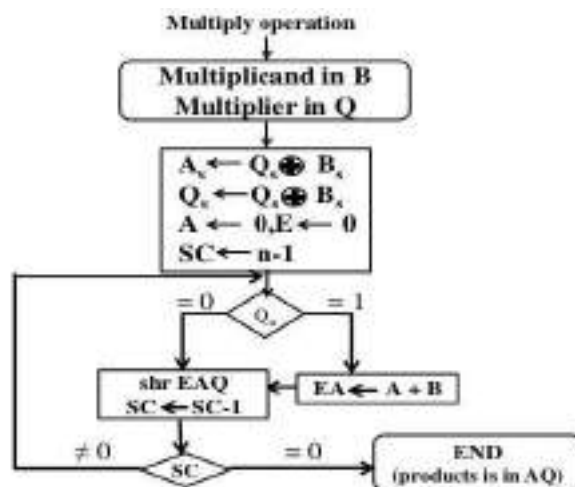 Multiply operation
Multiplicand in B
Multiplier in Q
Aₛ ← Qₛ ⊕ Bₛ
Qₛ ← Qₛ ⊕ Bₛ
A ← 0,E ← 0
SC ← n-1
= 0
= 1
Qₙ
shr EAQ
SC ← SC-1
EA ← A + B
≠ 0
SC
= 0
END
(products is in AQ)